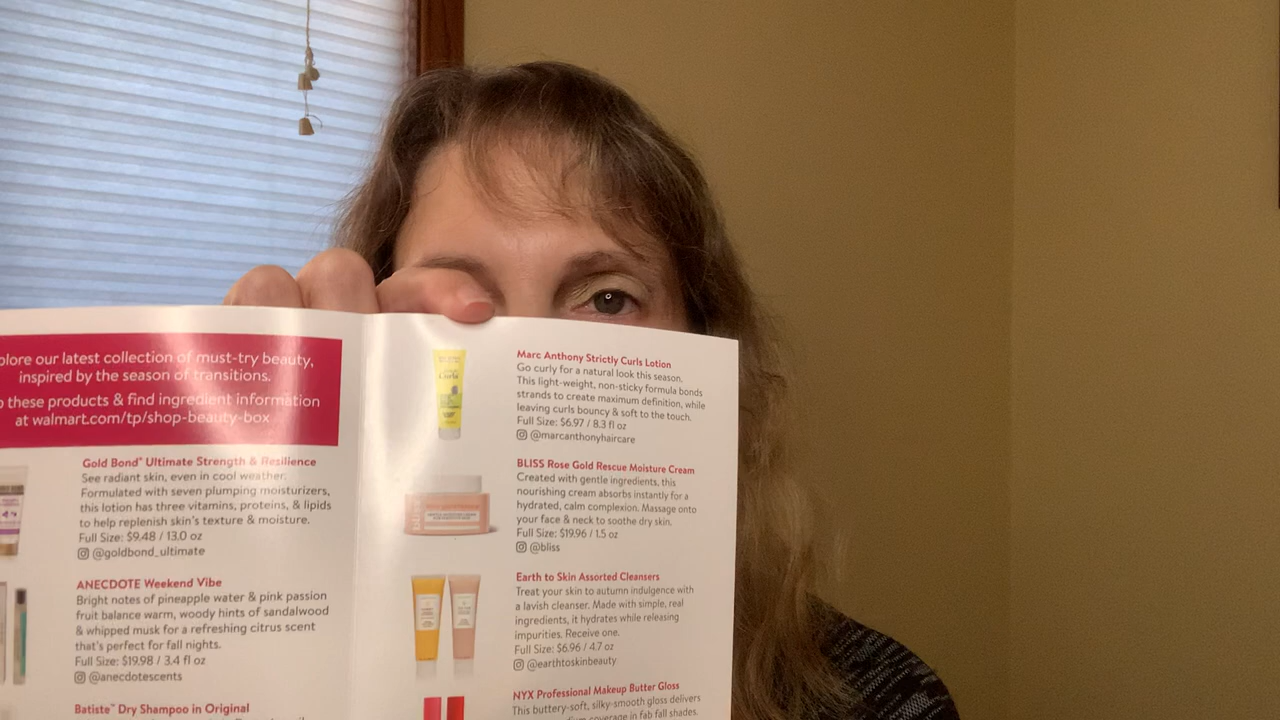 plore our latest collection of must-try beauty,
inspired by the season of transitions.
p these products & find ingredient information
at walmart.com/tp/shop-beauty-box
Gold Bond® Ultimate Strength & Resilience
See radiant skin, even in cool weather.
Formulated with seven plumping moisturizers,
this lotion has three vitamins, proteins, & lipids
to help replenish skin's texture & moisture.
Full Size: $9.48 / 13.0 oz
@goldbond_ultimate
ANECDOTE Weekend Vibe
Bright notes of pineapple water & pink passion
fruit balance warm, woody hints of sandalwood
& whipped musk for a refreshing citrus scent
that's perfect for fall nights.
Full Size: $19.98 / 3.4 fl oz
@anecdotescents
Batiste™ Dry Shampoo in Original
Marc Anthony Strictly Curls Lotion
Go curly for a natural look this season.
This light-weight, non-sticky formula bonds
strands to create maximum definition, while
leaving curls bouncy & soft to the touch.
Full Size: $6.97 / 8.3 fl oz
@marcanthonyhaircare
BLISS Rose Gold Rescue Moisture Cream
Created with gentle ingredients, this
nourishing cream absorbs instantly for a
hydrated, calm complexion. Massage onto
your face & neck to soothe dry skin.
Full Size: $19.96 / 1.5 oz
@bliss
Earth to Skin Assorted Cleansers
Treat your skin to autumn indulgence with
a lavish cleanser. Made with simple, real
ingredients, it hydrates while releasing
impurities. Receive one.
Full Size: $6.96 / 4.7 oz
@earthtoskinbeauty
NYX Professional Makeup Butter Gloss
This buttery-soft, silky-smooth gloss delivers
coverage in fab fall shades.